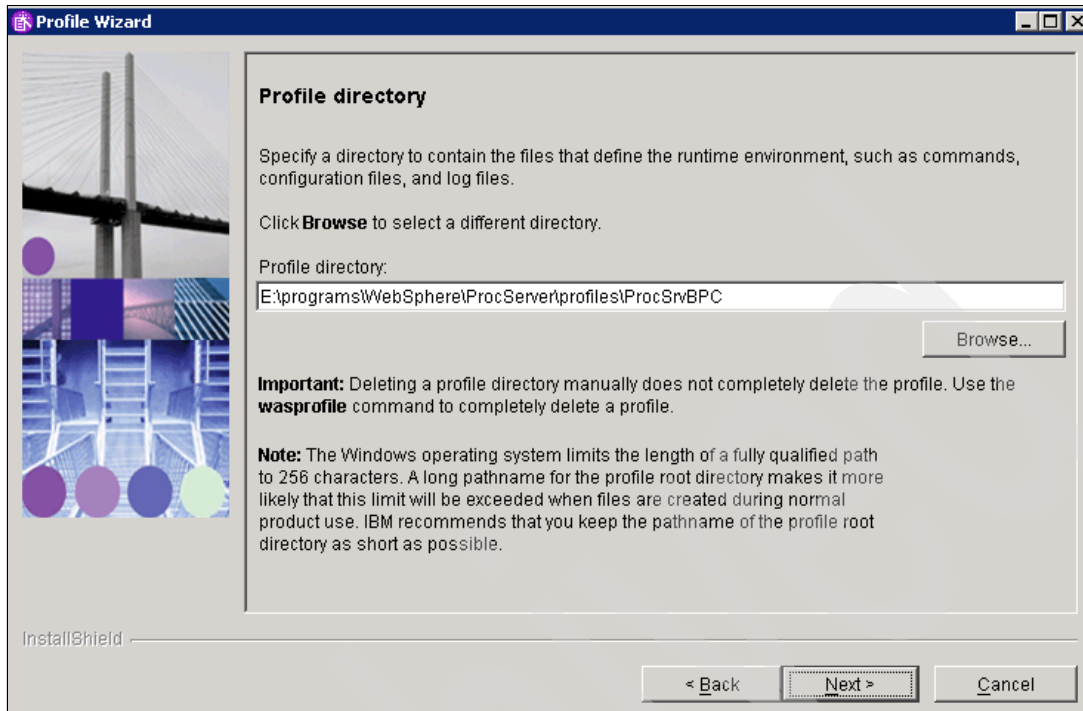 Profile Wizard
Profile directory
Specify a directory to contain the files that define the runtime environment, such as commands,
configuration files, and log files.
Click Browse to select a different directory.
Profile directory:
E:\programs\WebSphere\ProcServer\profiles\ProcSrvBPC
Browse...
Important: Deleting a profile directory manually does not completely delete the profile. Use the
wasprofile command to completely delete a profile.
Note: The Windows operating system limits the length of a fully qualified path
to 256 characters. A long pathname for the profile root directory makes it more
likely that this limit will be exceeded when files are created during normal
product use. IBM recommends that you keep the pathname of the profile root
directory as short as possible.
InstallShield
< Back Next > Cancel